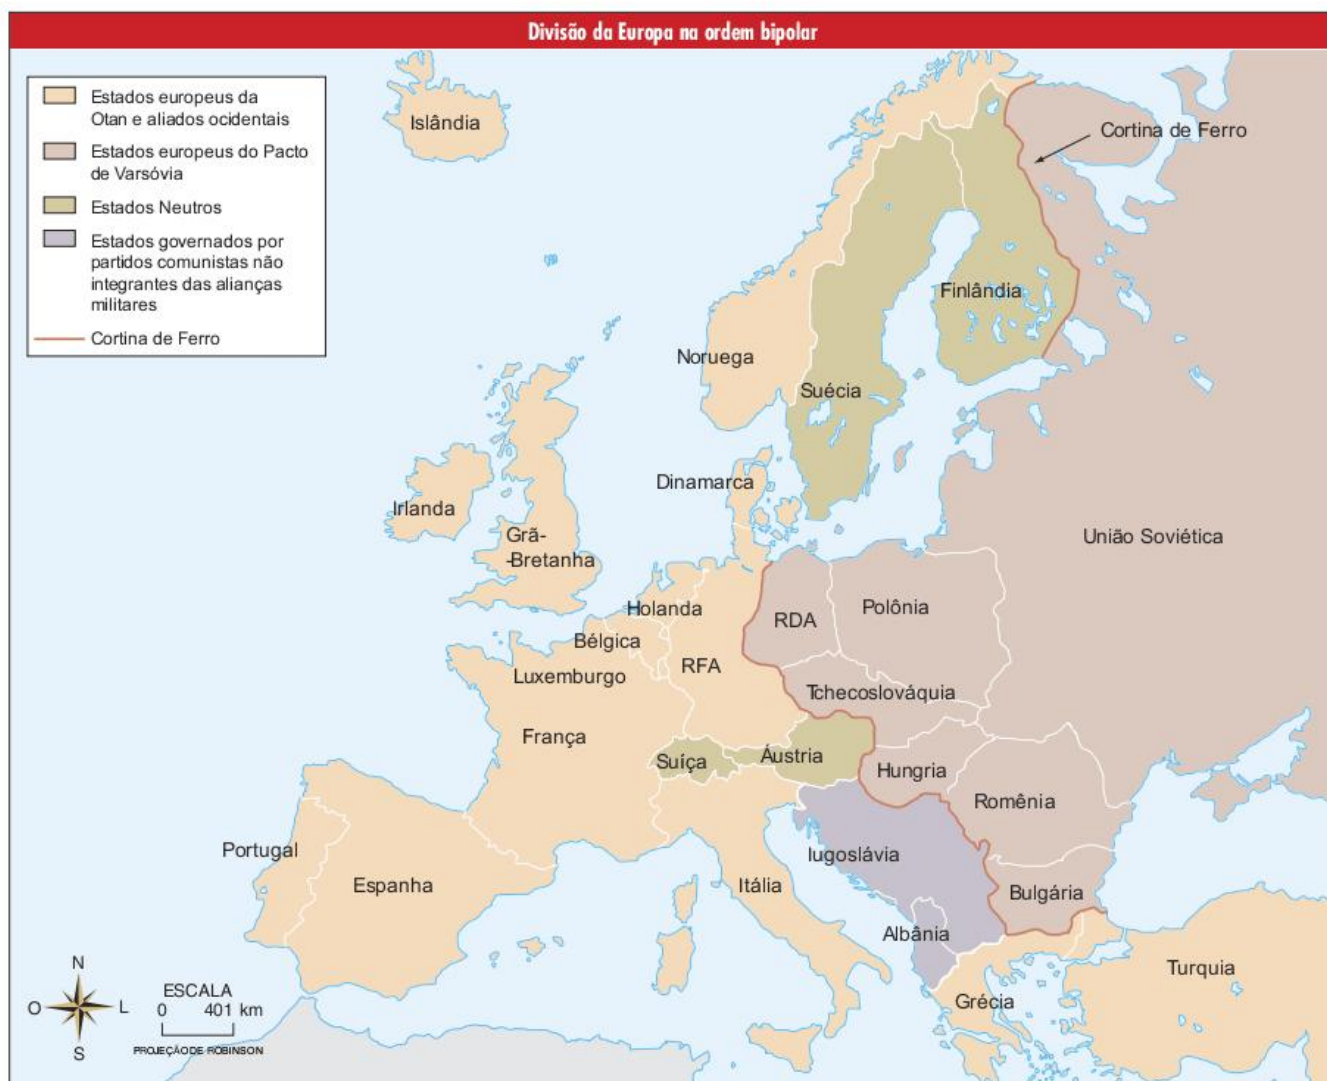 Divisão da Europa na ordem bipolar
Estados europeus da
Otan e aliados ocidentais
Estados europeus do Pacto
de Varsóvia
Estados Neutros
Estados governados por
partidos comunistas não
integrantes das alianças
militares
Cortina de Ferro
Islândia
Cortina de Ferro
Finlândia
Noruega
Suécia
Dinamarca
Irlanda
Grã-
-Bretanha
União Soviética
Holanda
RDA
Polônia
Bélgica
Luxemburgo
RFA
Tchecoslováquia
França
Suíça
Áustria
Hungria
Romênia
Portugal
Espanha
Itália
Iugoslávia
Bulgária
Albânia
Turquia
Grécia
N
O
L
S
ESCALA
0 401 km
PROJEÇÃO DE ROBINSON